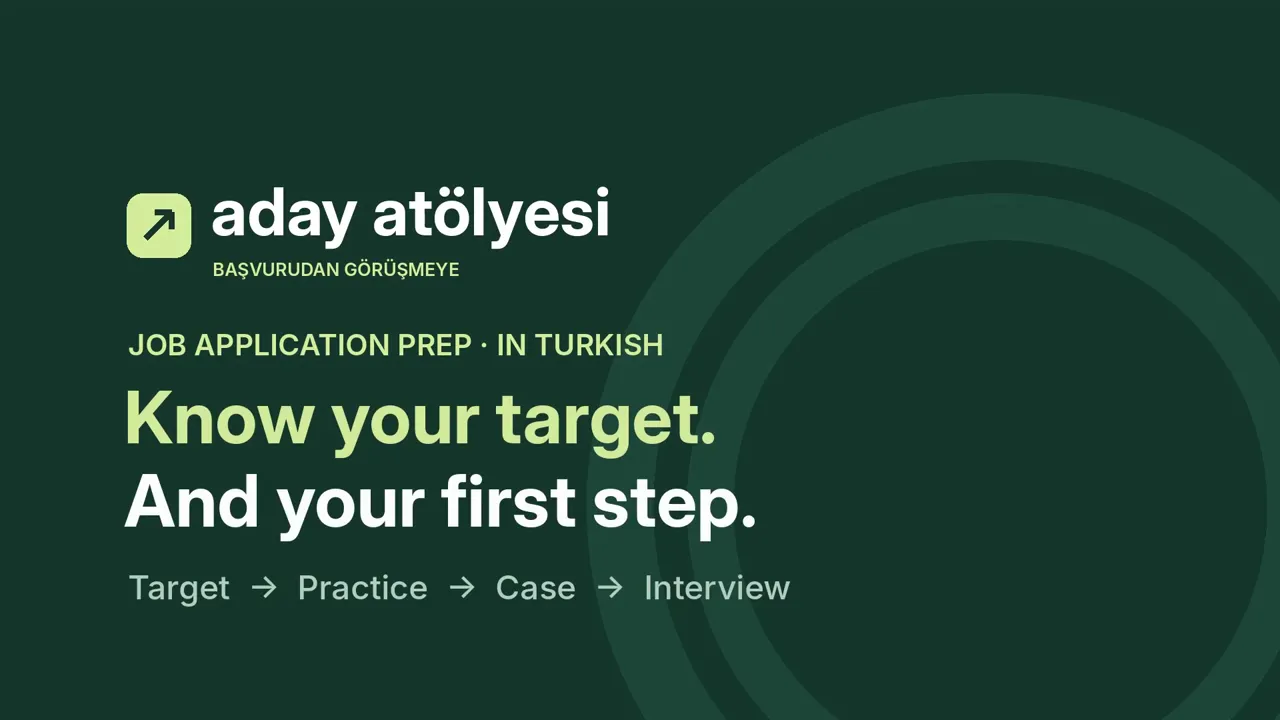 aday atölyesi
BAŞVURUDAN GÖRÜŞMEYE
JOB APPLICATION PREP · IN TURKISH
Know your target.
And your first step.
Target → Practice → Case → Interview